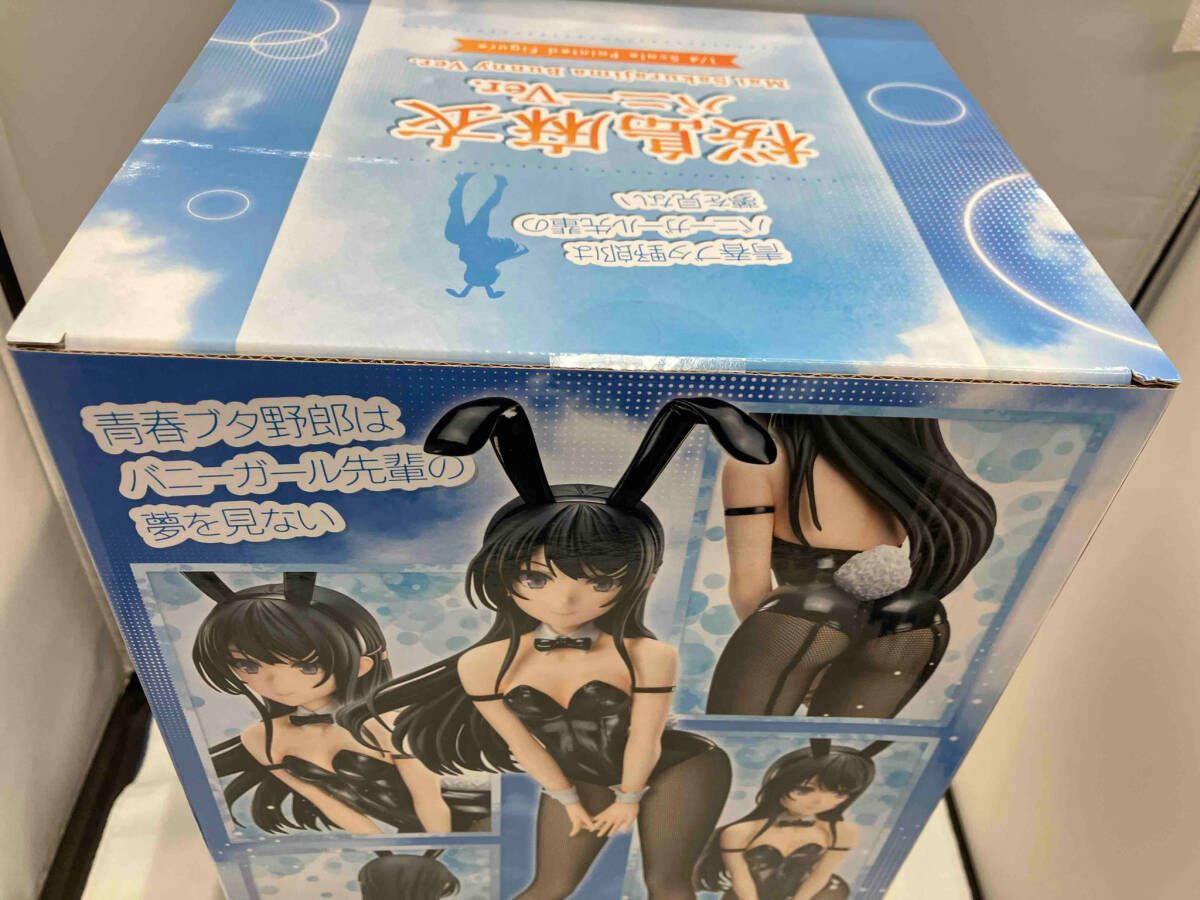 1/4 Scale Painted Figure
Mai Sakurajima Bunny Ver.
バニーVer.
桜島麻衣
青春ブタ野郎は
バニーガール先輩の
夢を見ない
青春ブタ野郎は
バニーガール先輩の
夢を見ない